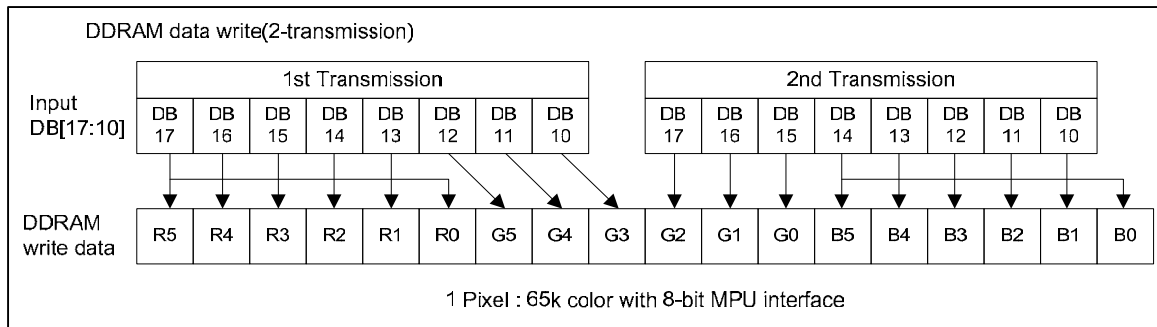 DDRAM data write(2-transmission)
1st Transmission 2nd Transmission
Input
DB[17:10]
DB DB DB DB DB DB DB DB DB DB DB DB DB DB DB DB
17 16 15 14 13 12 11 10 17 16 15 14 13 12 11 10
DDRAM
write data
R5 R4 R3 R2 R1 R0 G5 G4 G3 G2 G1 G0 B5 B4 B3 B2 B1 B0
1 Pixel : 65k color with 8-bit MPU interface